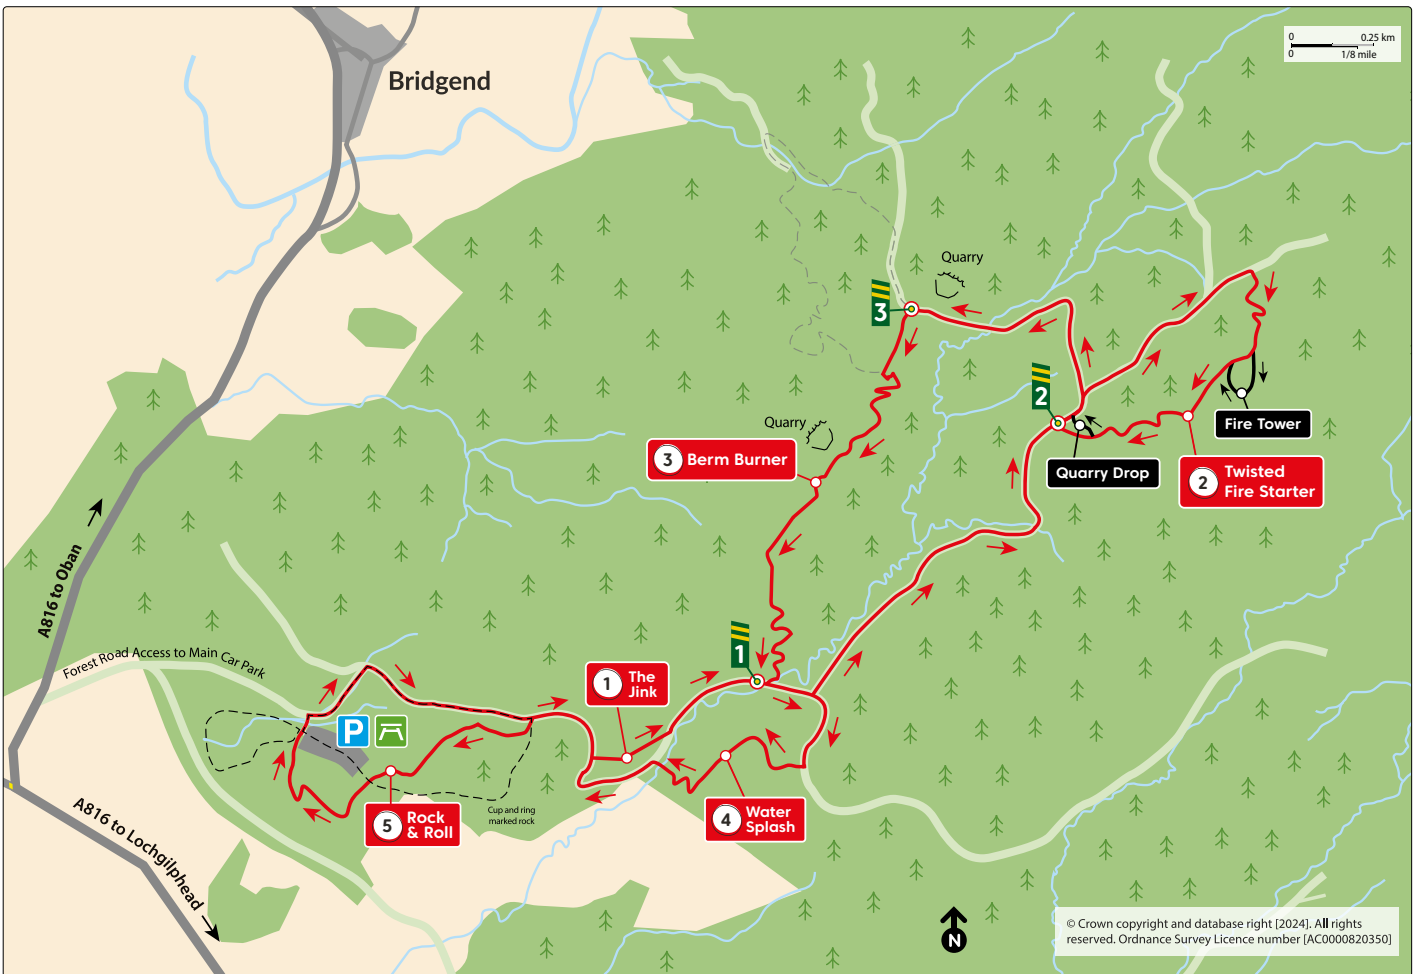 Bridgend
0 0.25 km
0 1/8 mile
Quarry
3
2
Fire Tower
Quarry
3 Berm Burner
Quarry Drop
2 Twisted
Fire Starter
A816 to Oban
Forest Road Access to Main Car Park
1
1 The
Jink
P
Cup and ring
marked rock
5 Rock
& Roll
4 Water
Splash
A816 to Lochgilphead
N
© Crown copyright and database right [2024]. All rights
reserved. Ordnance Survey Licence number [AC0000820350]